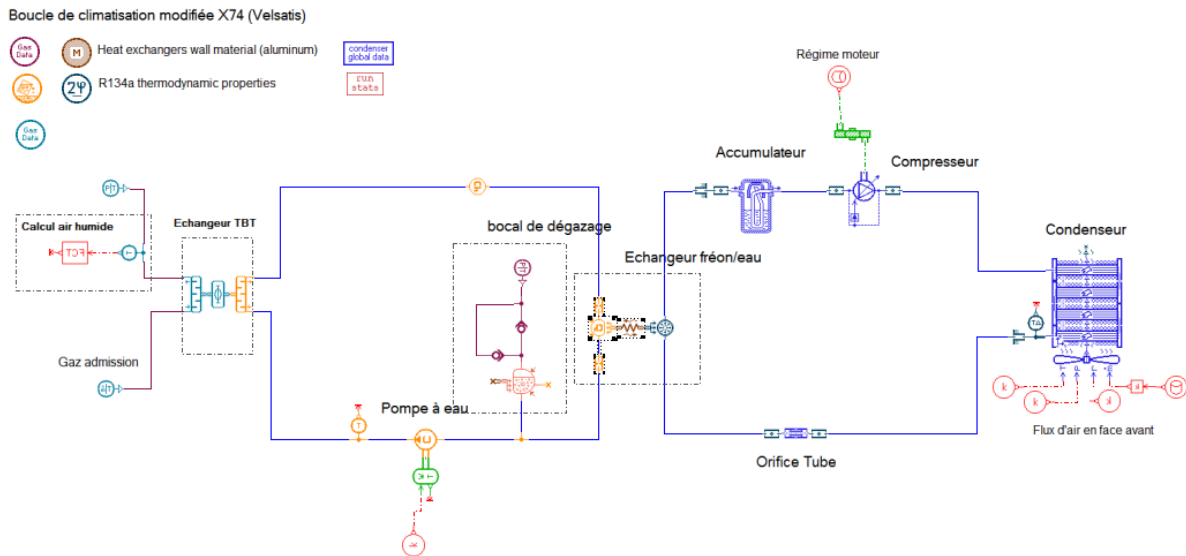 Boucle de climatisation modifiée X74 (Velsatis)
Gas Data
M
Heat exchangers wall material (aluminum)
condenser global data
2φ
R134a thermodynamic properties
run stats
Gas Data
Régime moteur
Accumulateur
Compresseur
Calcul air humide
Echangeur TBT
bocal de dégazage
Echangeur fréon/eau
Condenseur
Gaz admission
Pompe à eau
Orifice Tube
Flux d'air en face avant